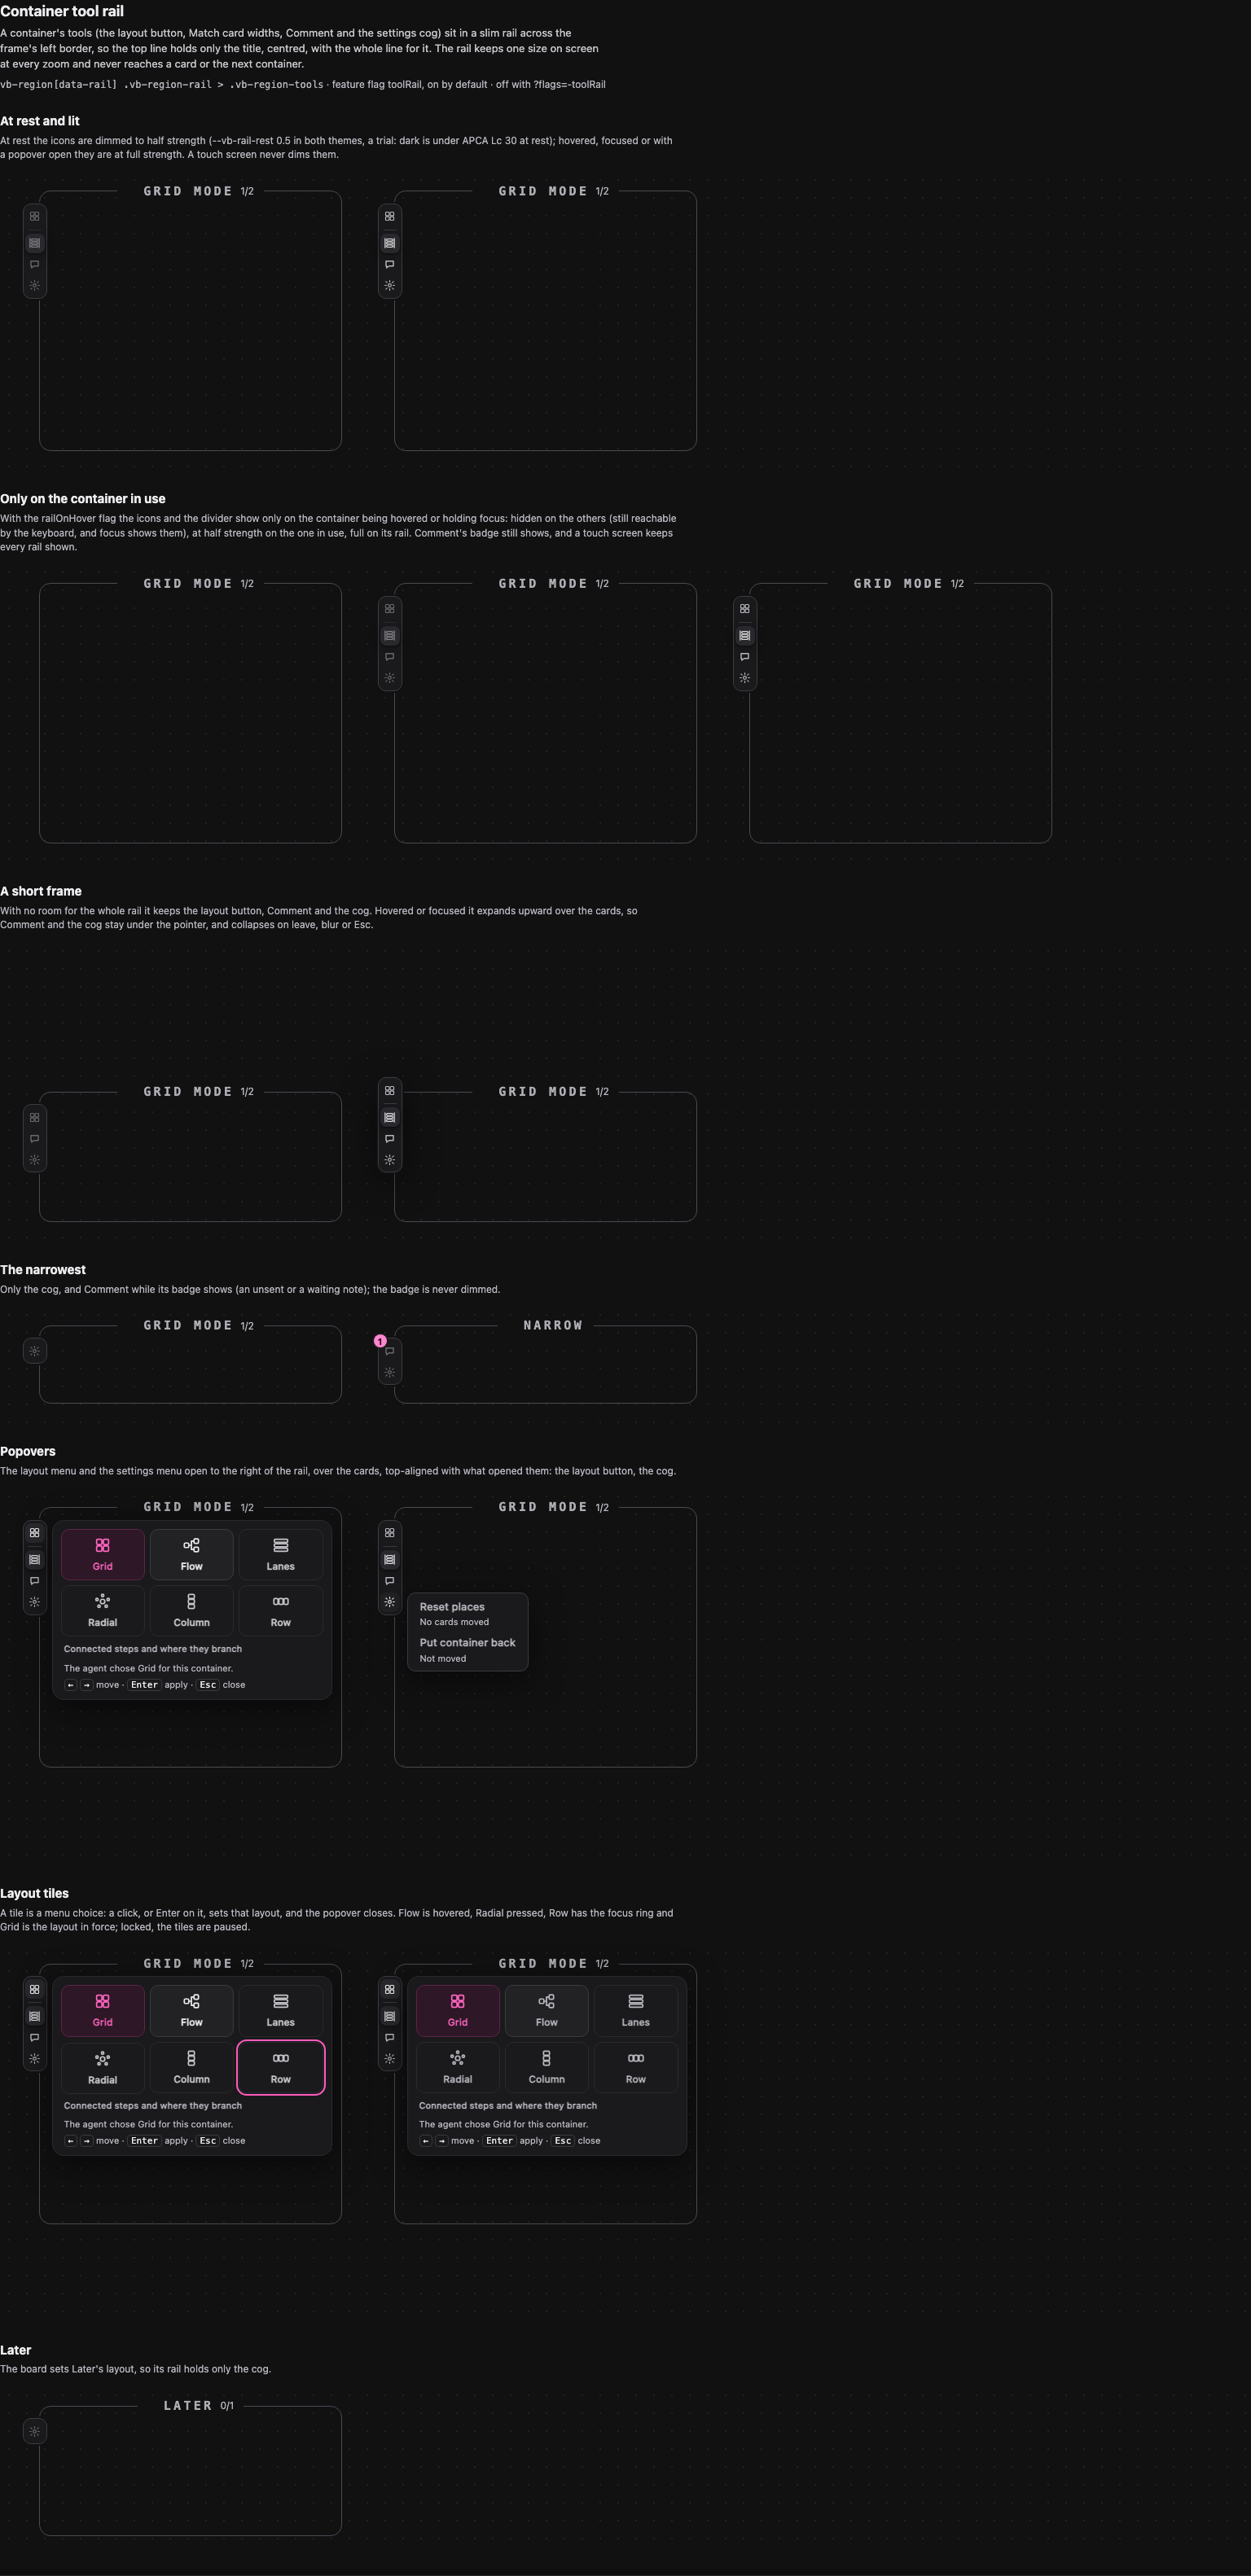 Container tool rail
A container's tools (the layout button, Match card widths, Comment and the settings cog) sit in a slim rail across the
frame's left border, so the top line holds only the title, centred, with the whole line for it. The rail keeps one size on screen
at every zoom and never reaches a card or the next container.
vb-region[data-rail] .vb-region-rail > .vb-region-tools · feature flag toolRail, on by default · off with ?flags=-toolRail
At rest and lit
At rest the icons are dimmed to half strength (--vb-rail-rest 0.5 in both themes, a trial: dark is under APCA Lc 30 at rest); hovered, focused or with
a popover open they are at full strength. A touch screen never dims them.
GRID MODE 1/2
GRID MODE 1/2
Only on the container in use
With the railOnHover flag the icons and the divider show only on the container being hovered or holding focus: hidden on the others (still reachable
by the keyboard, and focus shows them), at half strength on the one in use, full on its rail. Comment's badge still shows, and a touch screen keeps
every rail shown.
GRID MODE 1/2
GRID MODE 1/2
GRID MODE 1/2
A short frame
With no room for the whole rail it keeps the layout button, Comment and the cog. Hovered or focused it expands upward over the cards, so
Comment and the cog stay under the pointer, and collapses on leave, blur or Esc.
GRID MODE 1/2
GRID MODE 1/2
The narrowest
Only the cog, and Comment while its badge shows (an unsent or a waiting note); the badge is never dimmed.
GRID MODE 1/2
NARROW
1
Popovers
The layout menu and the settings menu open to the right of the rail, over the cards, top-aligned with what opened them: the layout button, the cog.
GRID MODE 1/2
Grid
Flow
Lanes
Radial
Column
Row
Connected steps and where they branch
The agent chose Grid for this container.
← → move · Enter apply · Esc close
GRID MODE 1/2
Reset places
No cards moved
Put container back
Not moved
Layout tiles
A tile is a menu choice: a click, or Enter on it, sets that layout, and the popover closes. Flow is hovered, Radial pressed, Row has the focus ring and
Grid is the layout in force; locked, the tiles are paused.
GRID MODE 1/2
Grid
Flow
Lanes
Radial
Column
Row
Connected steps and where they branch
The agent chose Grid for this container.
← → move · Enter apply · Esc close
GRID MODE 1/2
Grid
Flow
Lanes
Radial
Column
Row
Connected steps and where they branch
The agent chose Grid for this container.
← → move · Enter apply · Esc close
Later
The board sets Later's layout, so its rail holds only the cog.
LATER 0/1